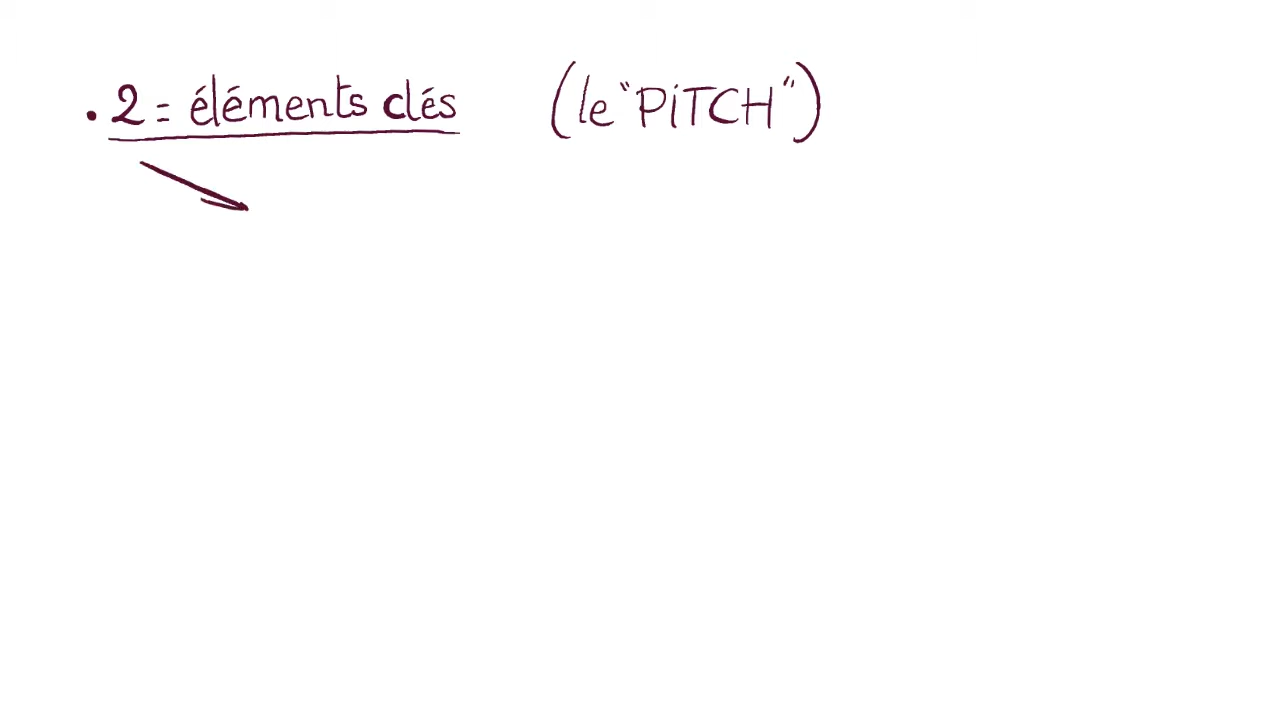 . 2 = éléments clés (le "PiTCH")